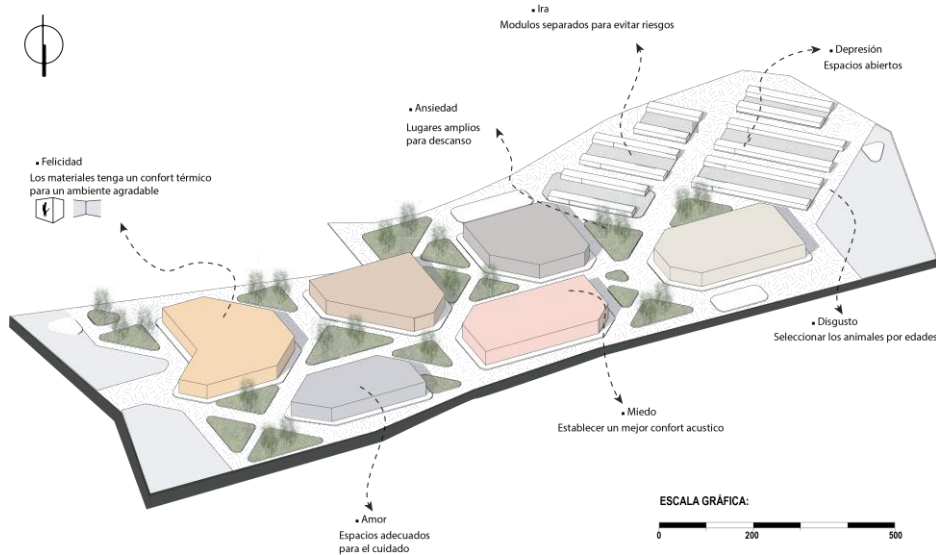 ▪ Ira
Modulos separados para evitar riesgos
▪ Depresión
Espacios abiertos
▪ Ansiedad
Lugares amplios
para descanso
▪ Felicidad
Los materiales tenga un confort térmico
para un ambiente agradable
▪ Disgusto
Seleccionar los animales por edades
▪ Miedo
Establecer un mejor confort acustico
▪ Amor
Espacios adecuados
para el cuidado
ESCALA GRÁFICA:
0 200 500